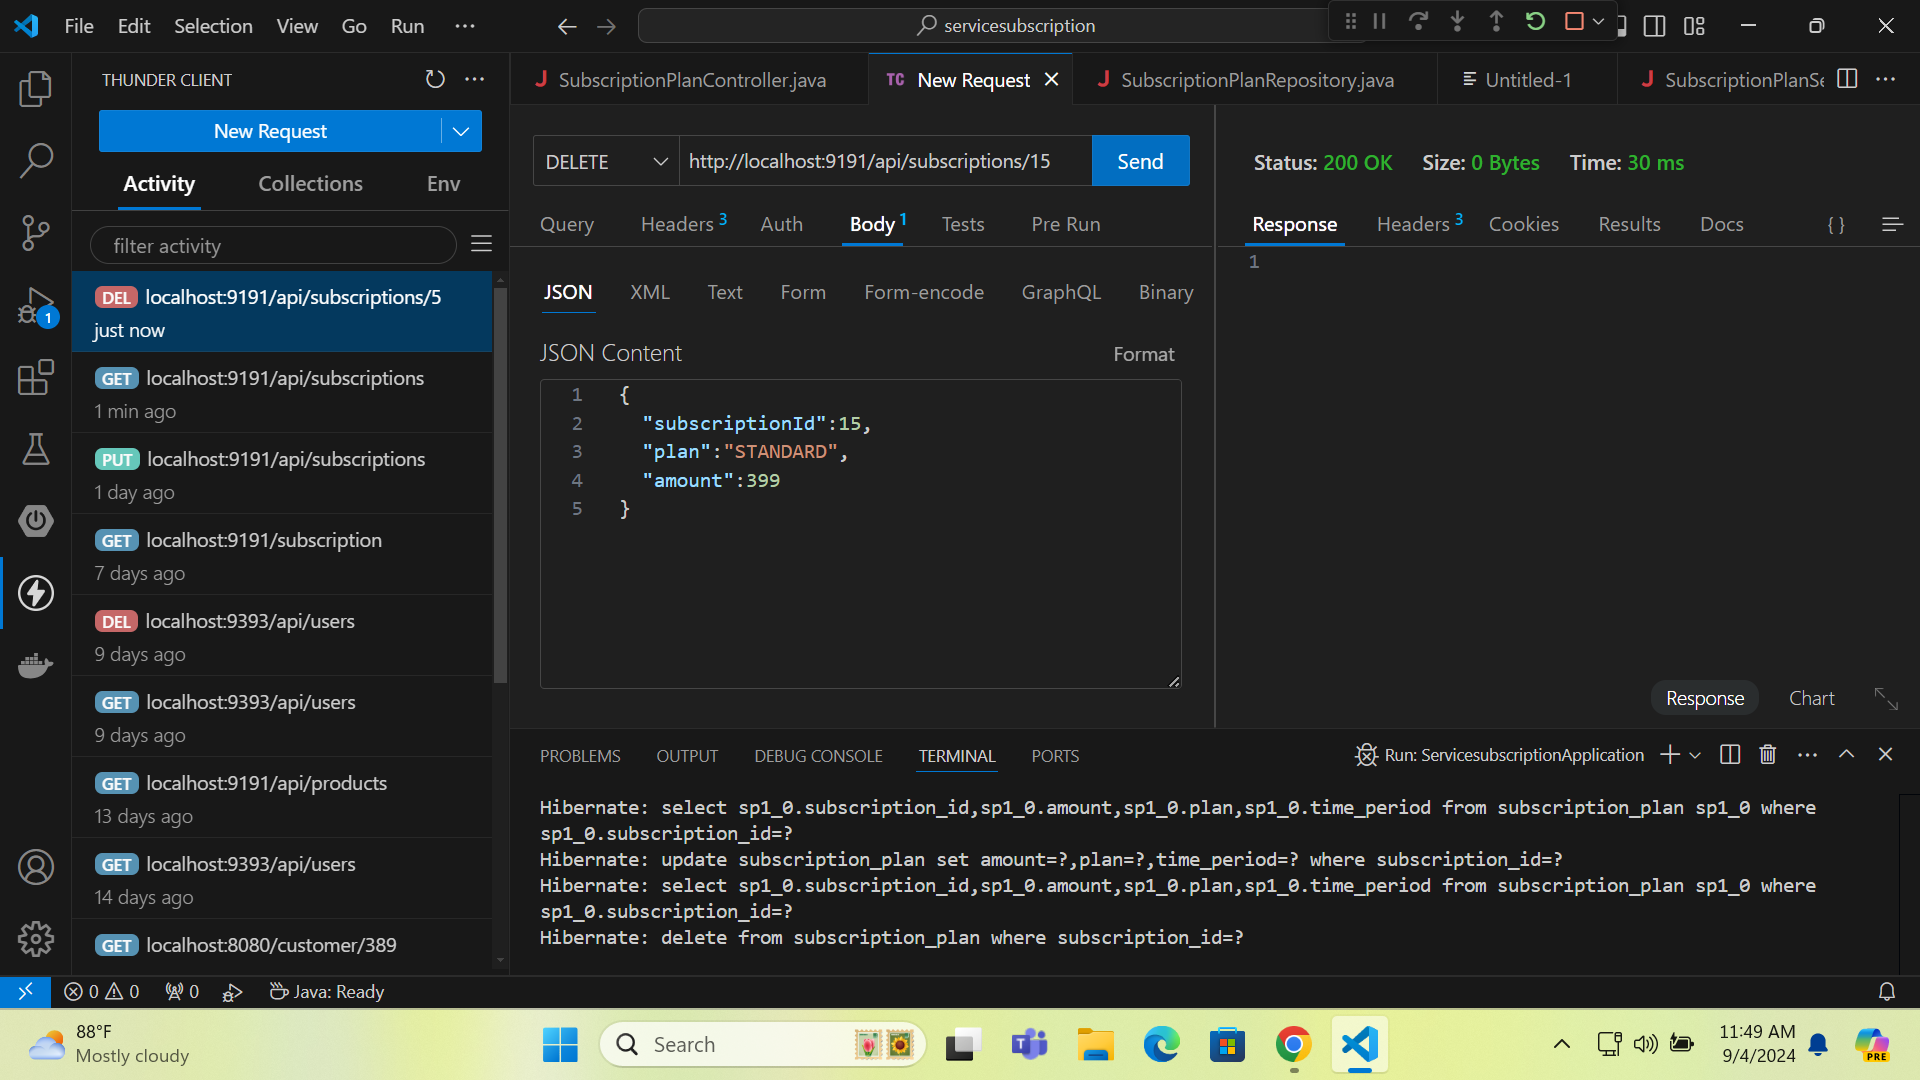 File Edit Selection View Go Run ···
servicesubscription
THUNDER CLIENT
New Request
Activity Collections Env
filter activity
DEL localhost:9191/api/subscriptions/5
just now
GET localhost:9191/api/subscriptions
1 min ago
PUT localhost:9191/api/subscriptions
1 day ago
GET localhost:9191/subscription
7 days ago
DEL localhost:9393/api/users
9 days ago
GET localhost:9393/api/users
9 days ago
GET localhost:9191/api/products
13 days ago
GET localhost:9393/api/users
14 days ago
GET localhost:8080/customer/389
J SubscriptionPlanController.java TC New Request J SubscriptionPlanRepository.java Untitled-1 J SubscriptionPlanSe
DELETE http://localhost:9191/api/subscriptions/15 Send
Query Headers 3 Auth Body 1 Tests Pre Run
JSON XML Text Form Form-encode GraphQL Binary
JSON Content Format
1 {
2 "subscriptionId":15,
3 "plan":"STANDARD",
4 "amount":399
5 }
Status: 200 OK Size: 0 Bytes Time: 30 ms
Response Headers 3 Cookies Results Docs { }
1
Response Chart
PROBLEMS OUTPUT DEBUG CONSOLE TERMINAL PORTS
Run: ServicesubscriptionApplication
Hibernate: select sp1_0.subscription_id,sp1_0.amount,sp1_0.plan,sp1_0.time_period from subscription_plan sp1_0 where
sp1_0.subscription_id=?
Hibernate: update subscription_plan set amount=?,plan=?,time_period=? where subscription_id=?
Hibernate: select sp1_0.subscription_id,sp1_0.amount,sp1_0.plan,sp1_0.time_period from subscription_plan sp1_0 where
sp1_0.subscription_id=?
Hibernate: delete from subscription_plan where subscription_id=?
1
0 0 0 Java: Ready
88°F
Mostly cloudy
Search
11:49 AM
9/4/2024
PRE